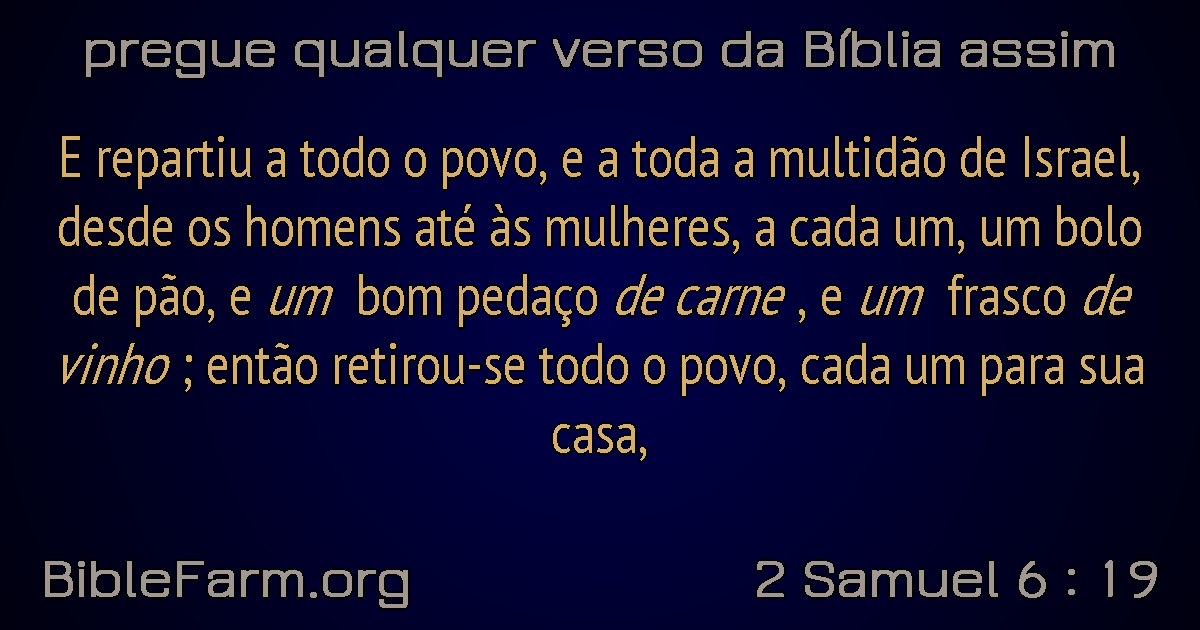 pregue qualquer verso da Bíblia assim
E repartiu a todo o povo, e a toda a multidão de Israel,
desde os homens até às mulheres, a cada um, um bolo
de pão, e um bom pedaço de carne , e um frasco de
vinho ; então retirou-se todo o povo, cada um para sua
casa,
BibleFarm.org
2 Samuel 6 : 19